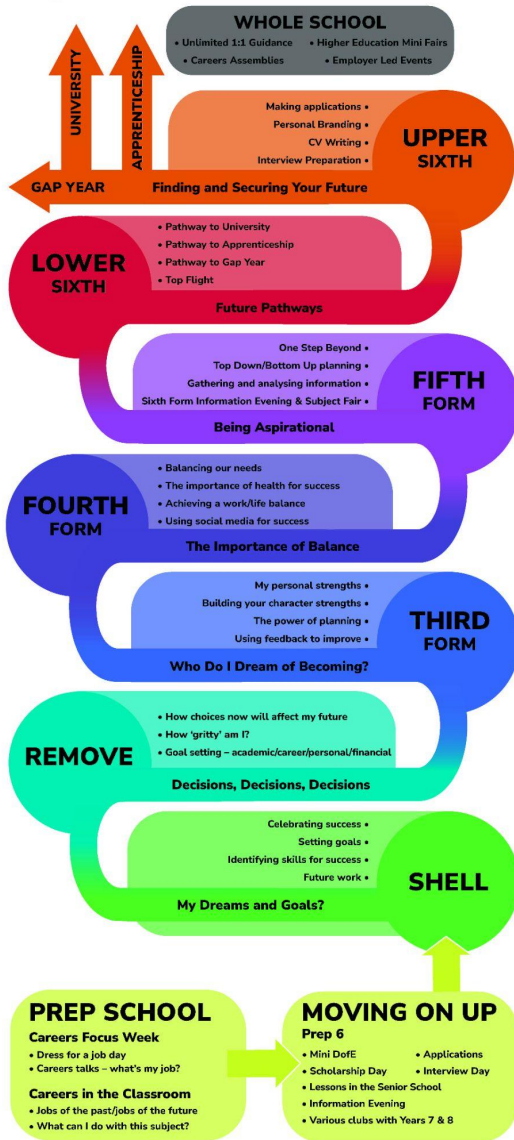 WHOLE SCHOOL
• Unlimited 1:1 Guidance • Higher Education Mini Fairs
• Careers Assemblies • Employer Led Events
UNIVERSITY
APPRENTICESHIP
GAP YEAR
Making applications •
Personal Branding •
CV Writing •
Interview Preparation •
UPPER
SIXTH
Finding and Securing Your Future
LOWER
SIXTH
• Pathway to University
• Pathway to Apprenticeship
• Pathway to Gap Year
• Top Flight
Future Pathways
One Step Beyond •
Top Down/Bottom Up planning •
Gathering and analysing information •
Sixth Form Information Evening & Subject Fair •
FIFTH
FORM
Being Aspirational
FOURTH
FORM
• Balancing our needs
• The importance of health for success
• Achieving a work/life balance
• Using social media for success
The Importance of Balance
My personal strengths •
Building your character strengths •
The power of planning •
Using feedback to improve •
THIRD
FORM
Who Do I Dream of Becoming?
REMOVE
• How choices now will affect my future
• How ‘gritty’ am I?
• Goal setting – academic/career/personal/financial
Decisions, Decisions, Decisions
Celebrating success •
Setting goals •
Identifying skills for success •
Future work •
SHELL
My Dreams and Goals?
PREP SCHOOL
Careers Focus Week
• Dress for a job day
• Careers talks – what’s my job?
Careers in the Classroom
• Jobs of the past/jobs of the future
• What can I do with this subject?
MOVING ON UP
Prep 6
• Mini DofE • Applications
• Scholarship Day • Interview Day
• Lessons in the Senior School
• Information Evening
• Various clubs with Years 7 & 8